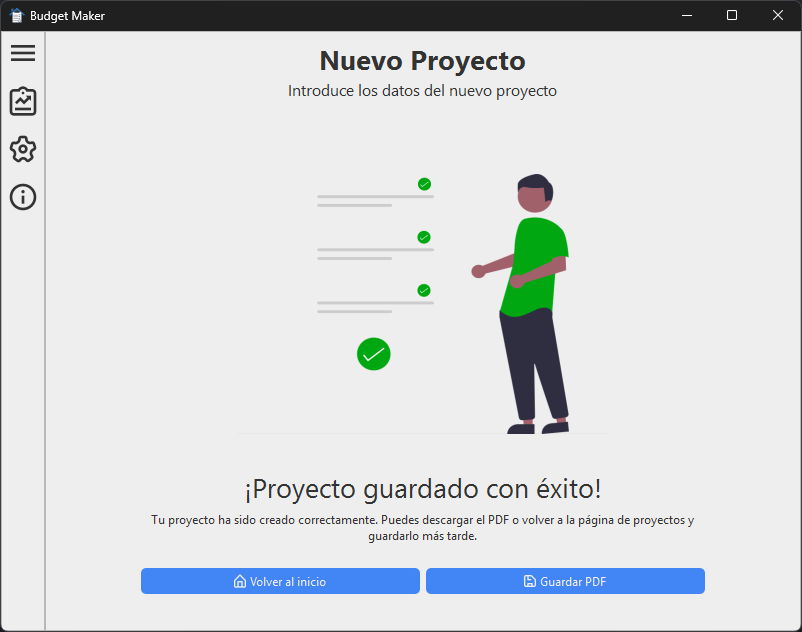 Budget Maker
Nuevo Proyecto
Introduce los datos del nuevo proyecto
¡Proyecto guardado con éxito!
Tu proyecto ha sido creado correctamente. Puedes descargar el PDF o volver a la página de proyectos y
guardarlo más tarde.
Volver al inicio
Guardar PDF